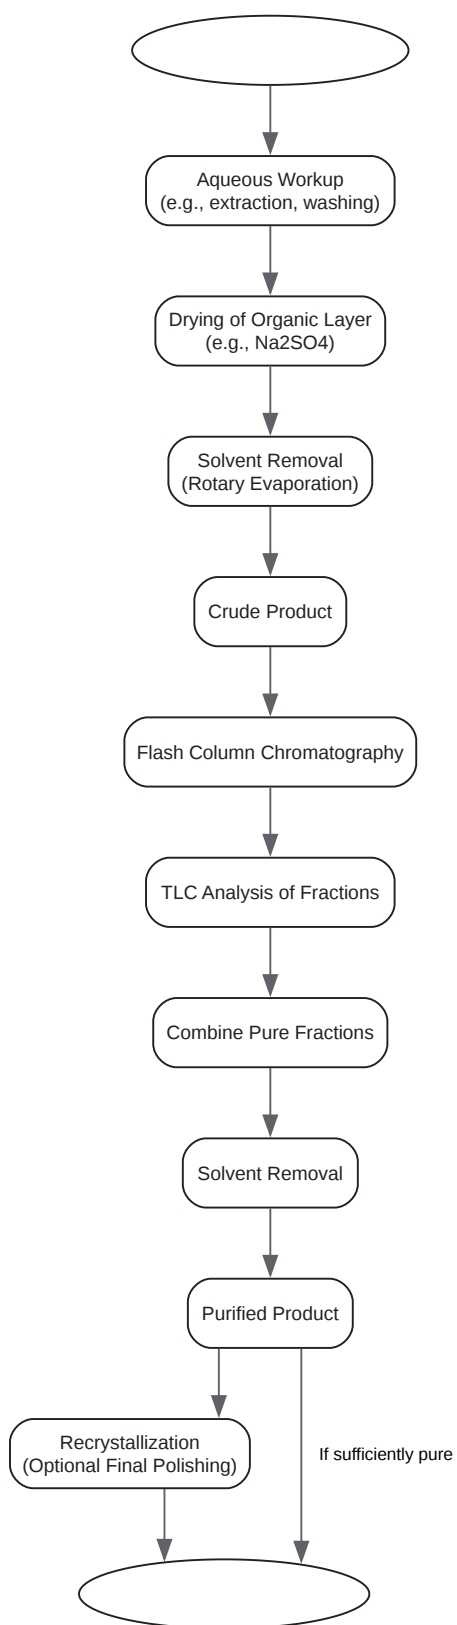 Aqueous Workup
(e.g., extraction, washing)
Drying of Organic Layer
(e.g., Na2SO4)
Solvent Removal
(Rotary Evaporation)
Crude Product
Flash Column Chromatography
TLC Analysis of Fractions
Combine Pure Fractions
Solvent Removal
Purified Product
Recrystallization
(Optional Final Polishing)
If sufficiently pure